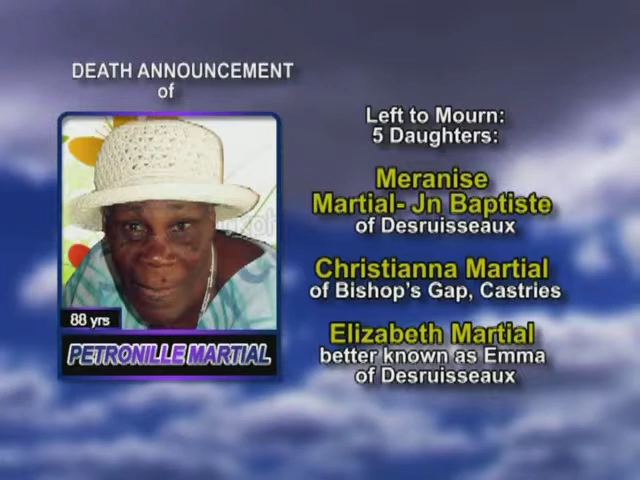 DEATH ANNOUNCEMENT
of
88 yrs
PETRONILLE MARTIAL
Left to Mourn:
5 Daughters:
Meranise
Martial- Jn Baptiste
of Desruisseaux
Christianna Martial
of Bishop's Gap, Castries
Elizabeth Martial
better known as Emma
of Desruisseaux